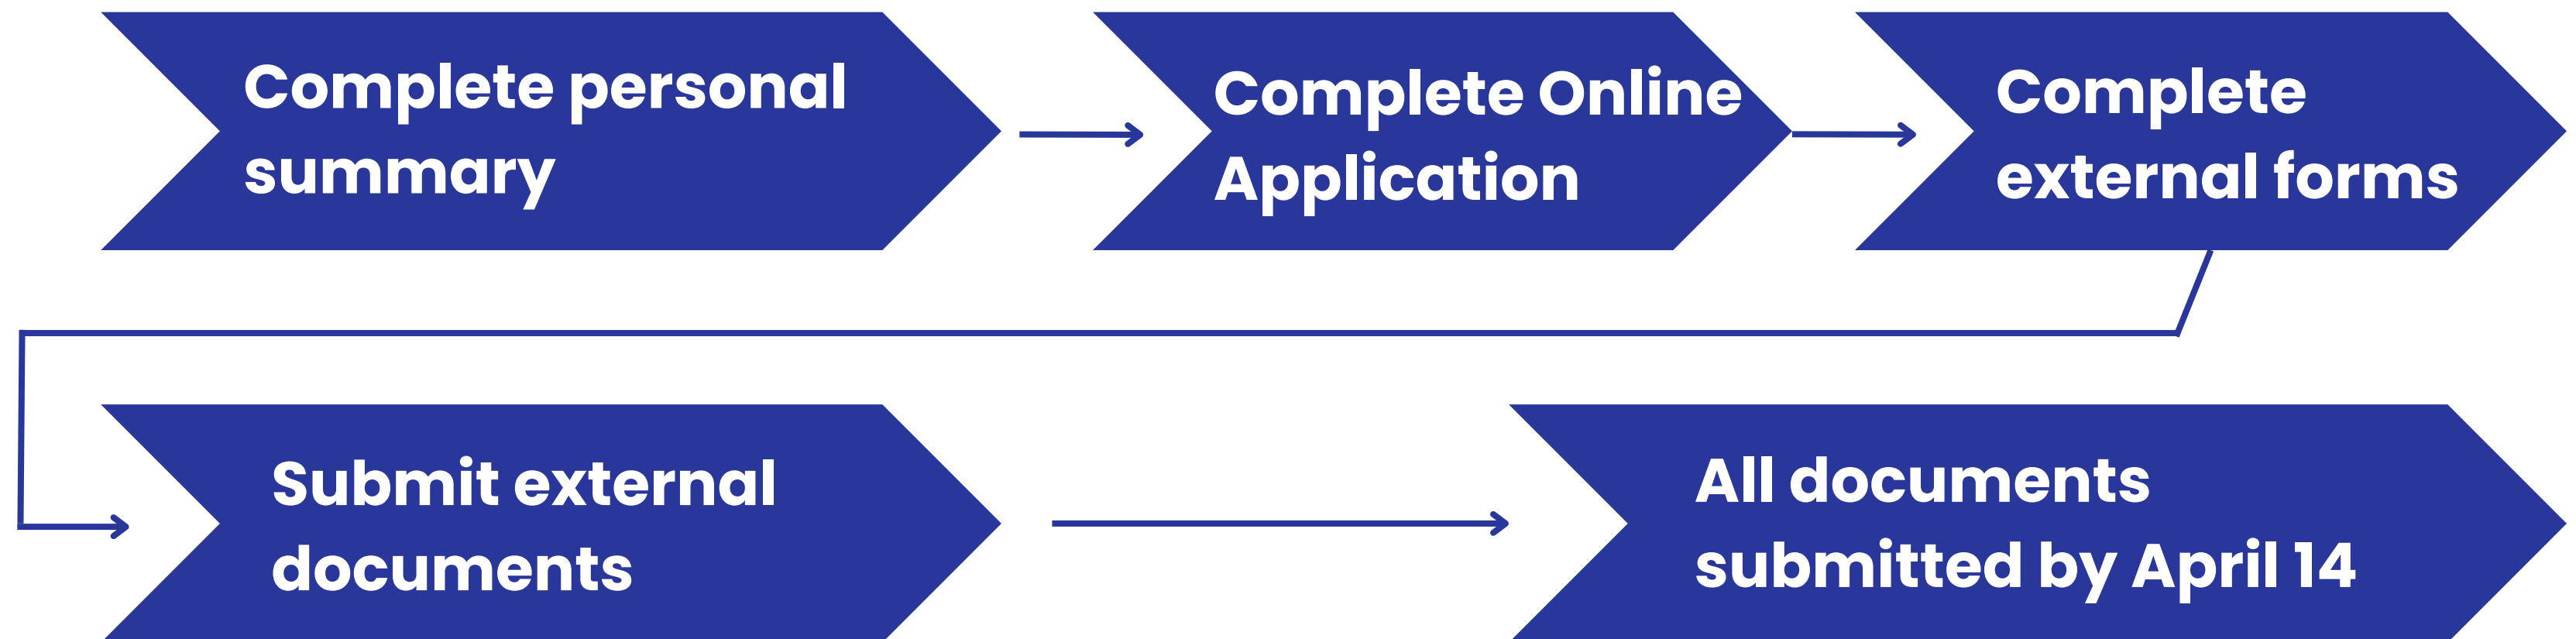 Complete personal
summary
Complete Online
Application
Complete
external forms
Submit external
documents
All documents
submitted by April 14